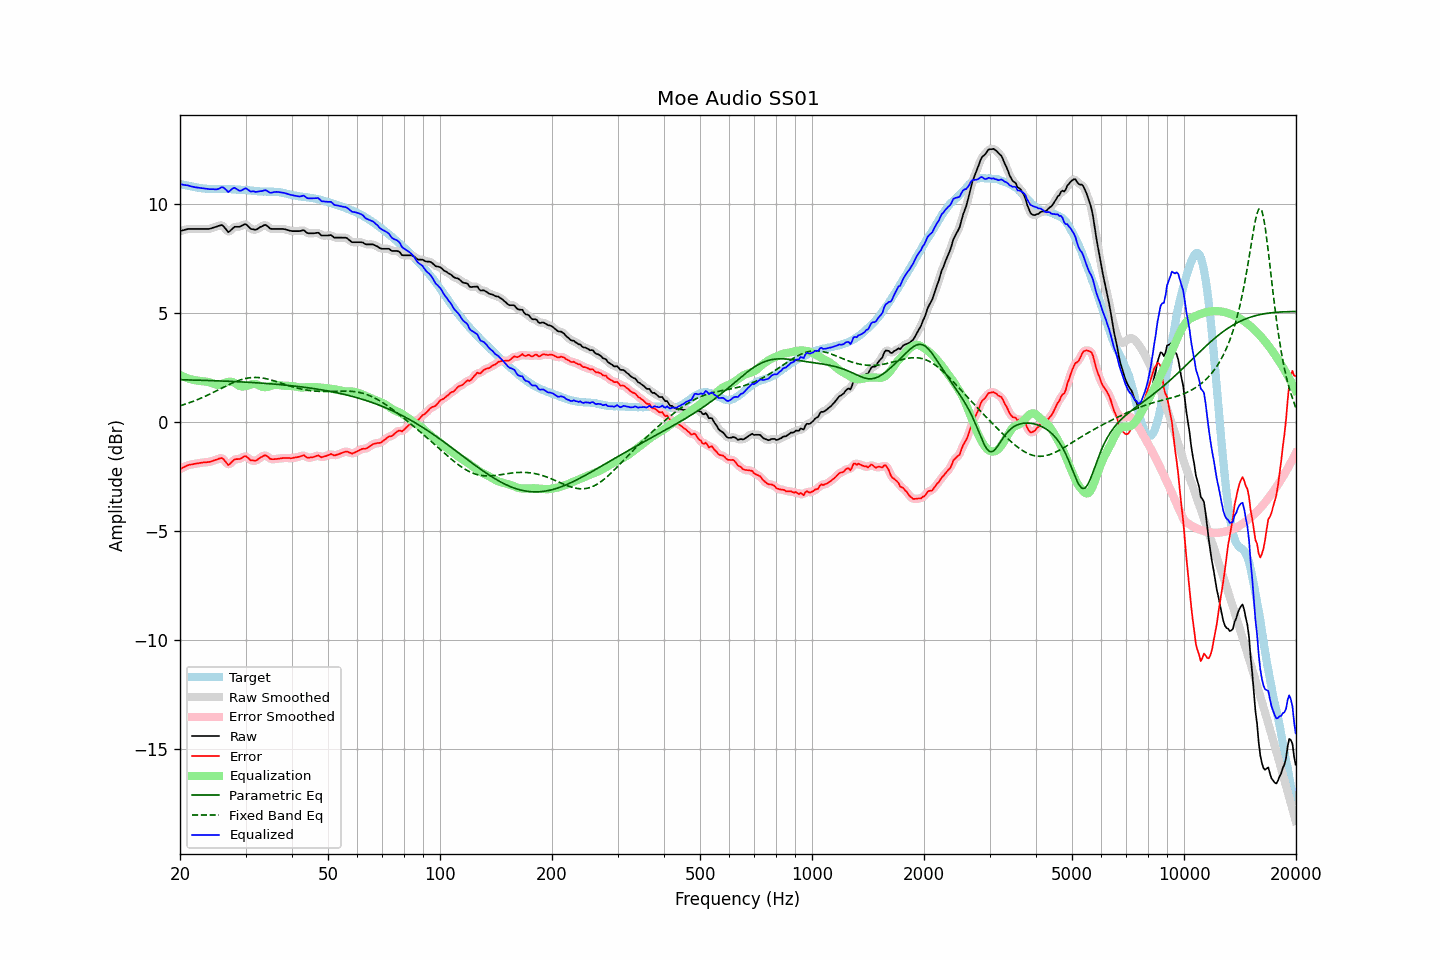 Moe Audio SS01
Amplitude (dBr)
10
5
0
−5
−10
−15
Target
Raw Smoothed
Error Smoothed
Raw
Error
Equalization
Parametric Eq
Fixed Band Eq
Equalized
20 50 100 200 500 1000 2000 5000 10000 20000
Frequency (Hz)